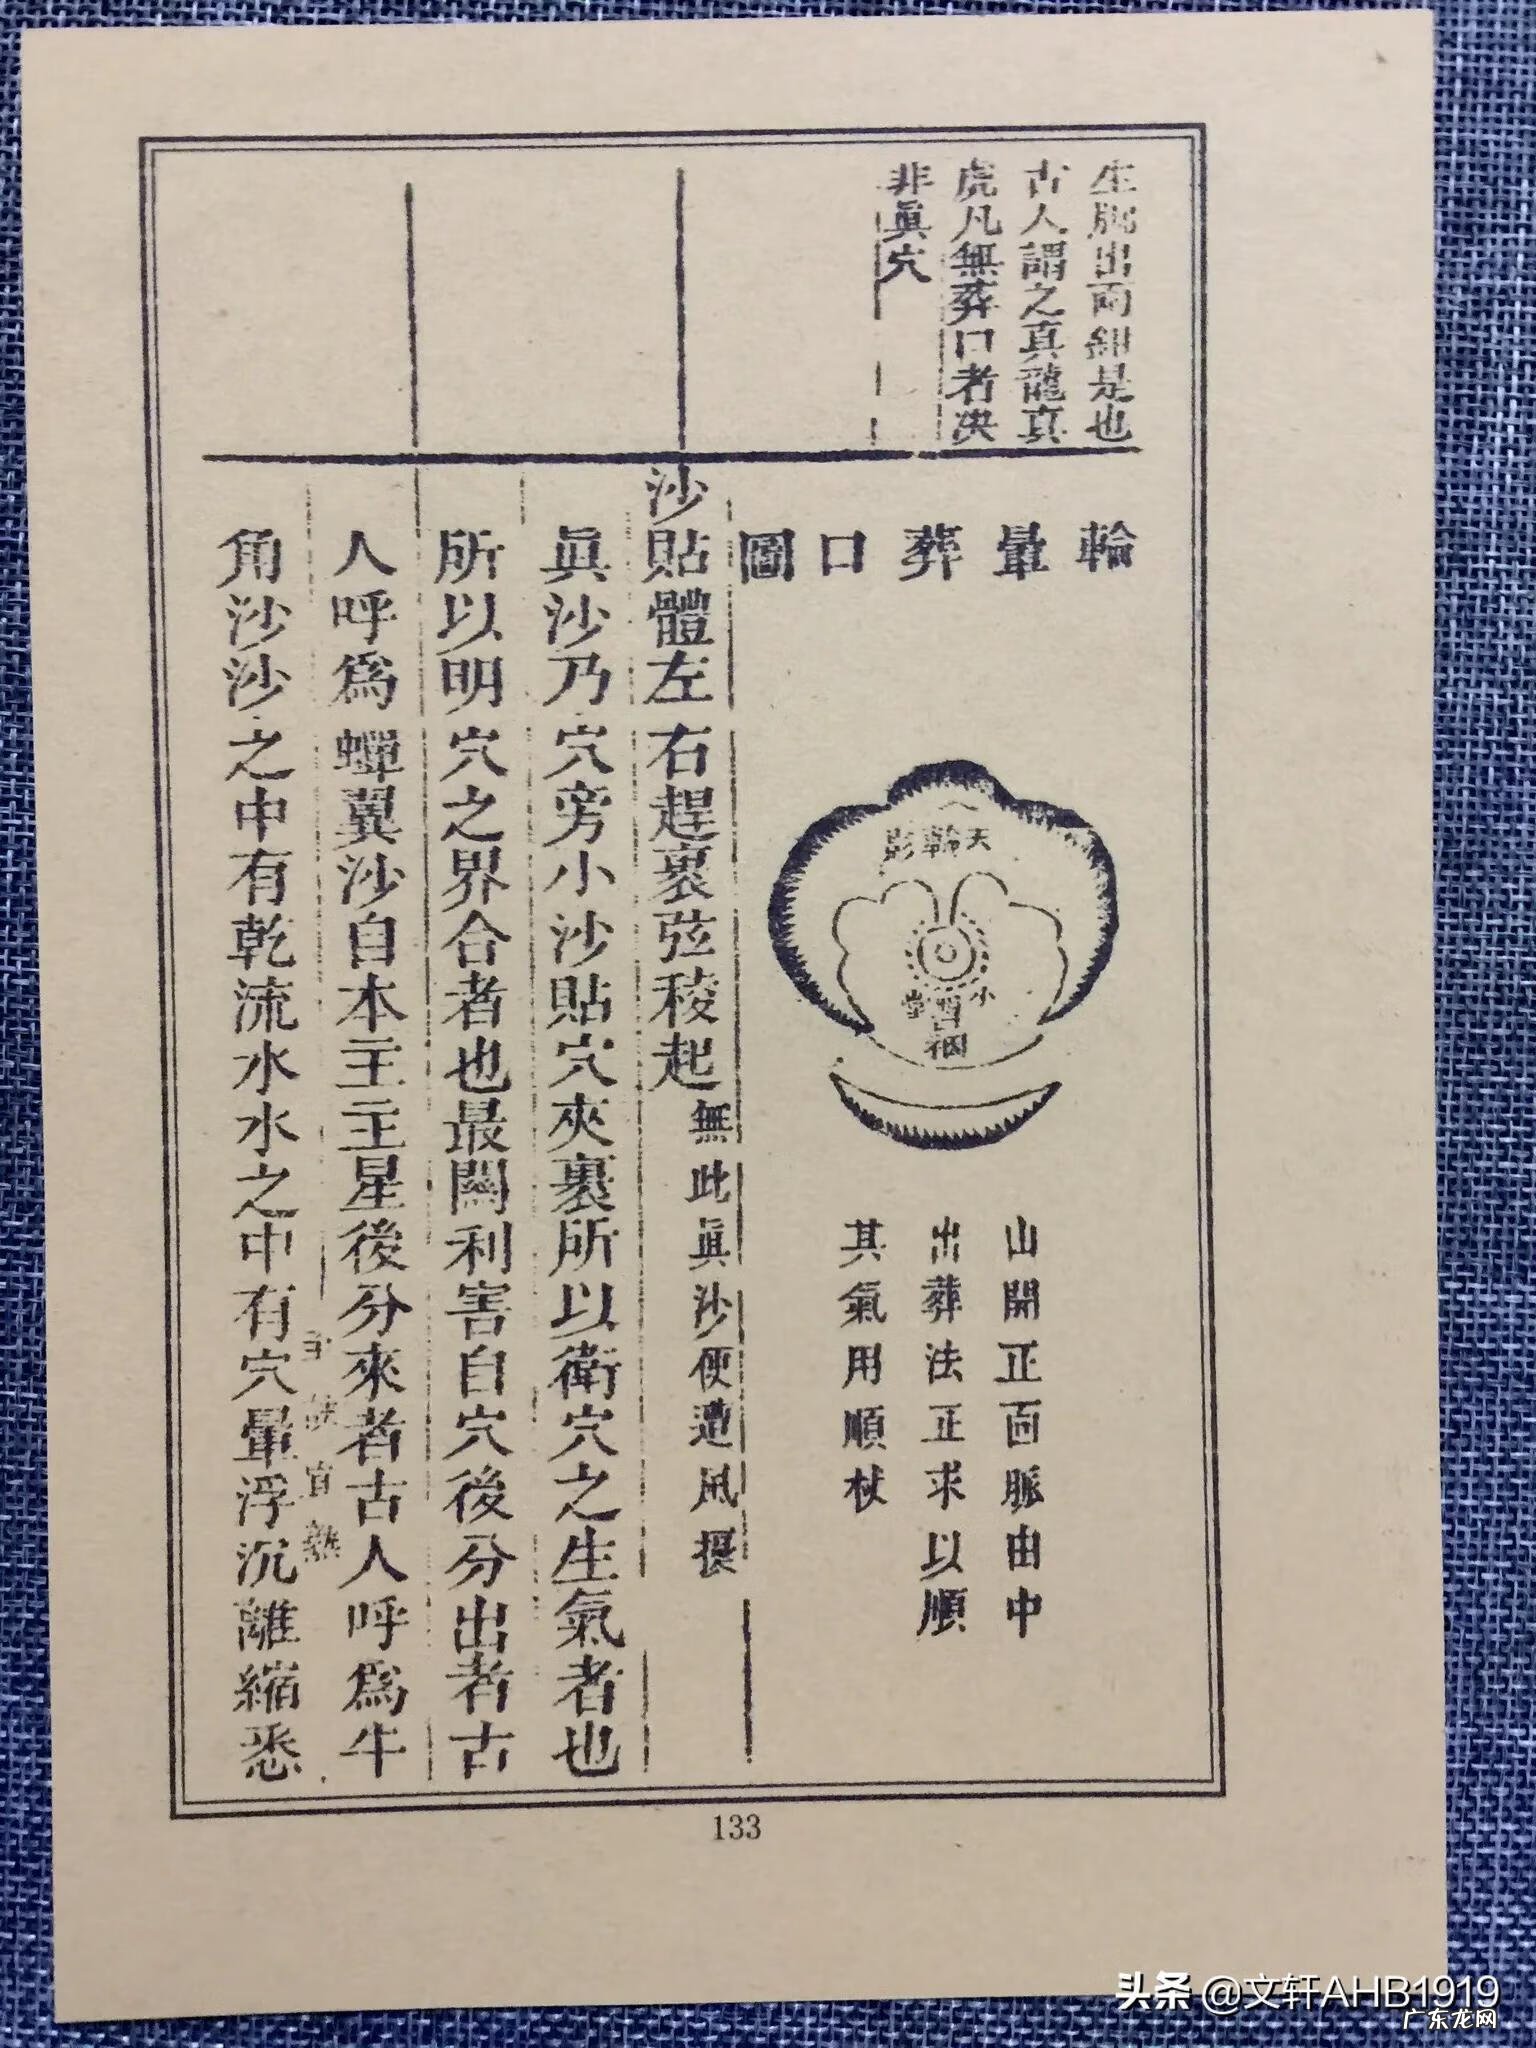 生脚出兩鉗是也
古人謂之真龍真
虎凡無葬口者决
非眞穴
輪暈葬口圖
天輪影
小
堂
山開正面脈由中
出葬法正求以順
其氣用順杖
沙貼體左右趕裹弦稜起無此眞沙便遭風
眞沙乃穴旁小沙貼穴夾裹所以衛穴之生氣者也
所以明穴之界合者也最關利害自穴後分出者古
人呼為蟬翼沙自本主主星後分來者古人呼為牛
角沙沙之中有乾流水水之中有穴暈浮沉離縮悉
宜
133
头条 @文轩AHB1919
广东龙网